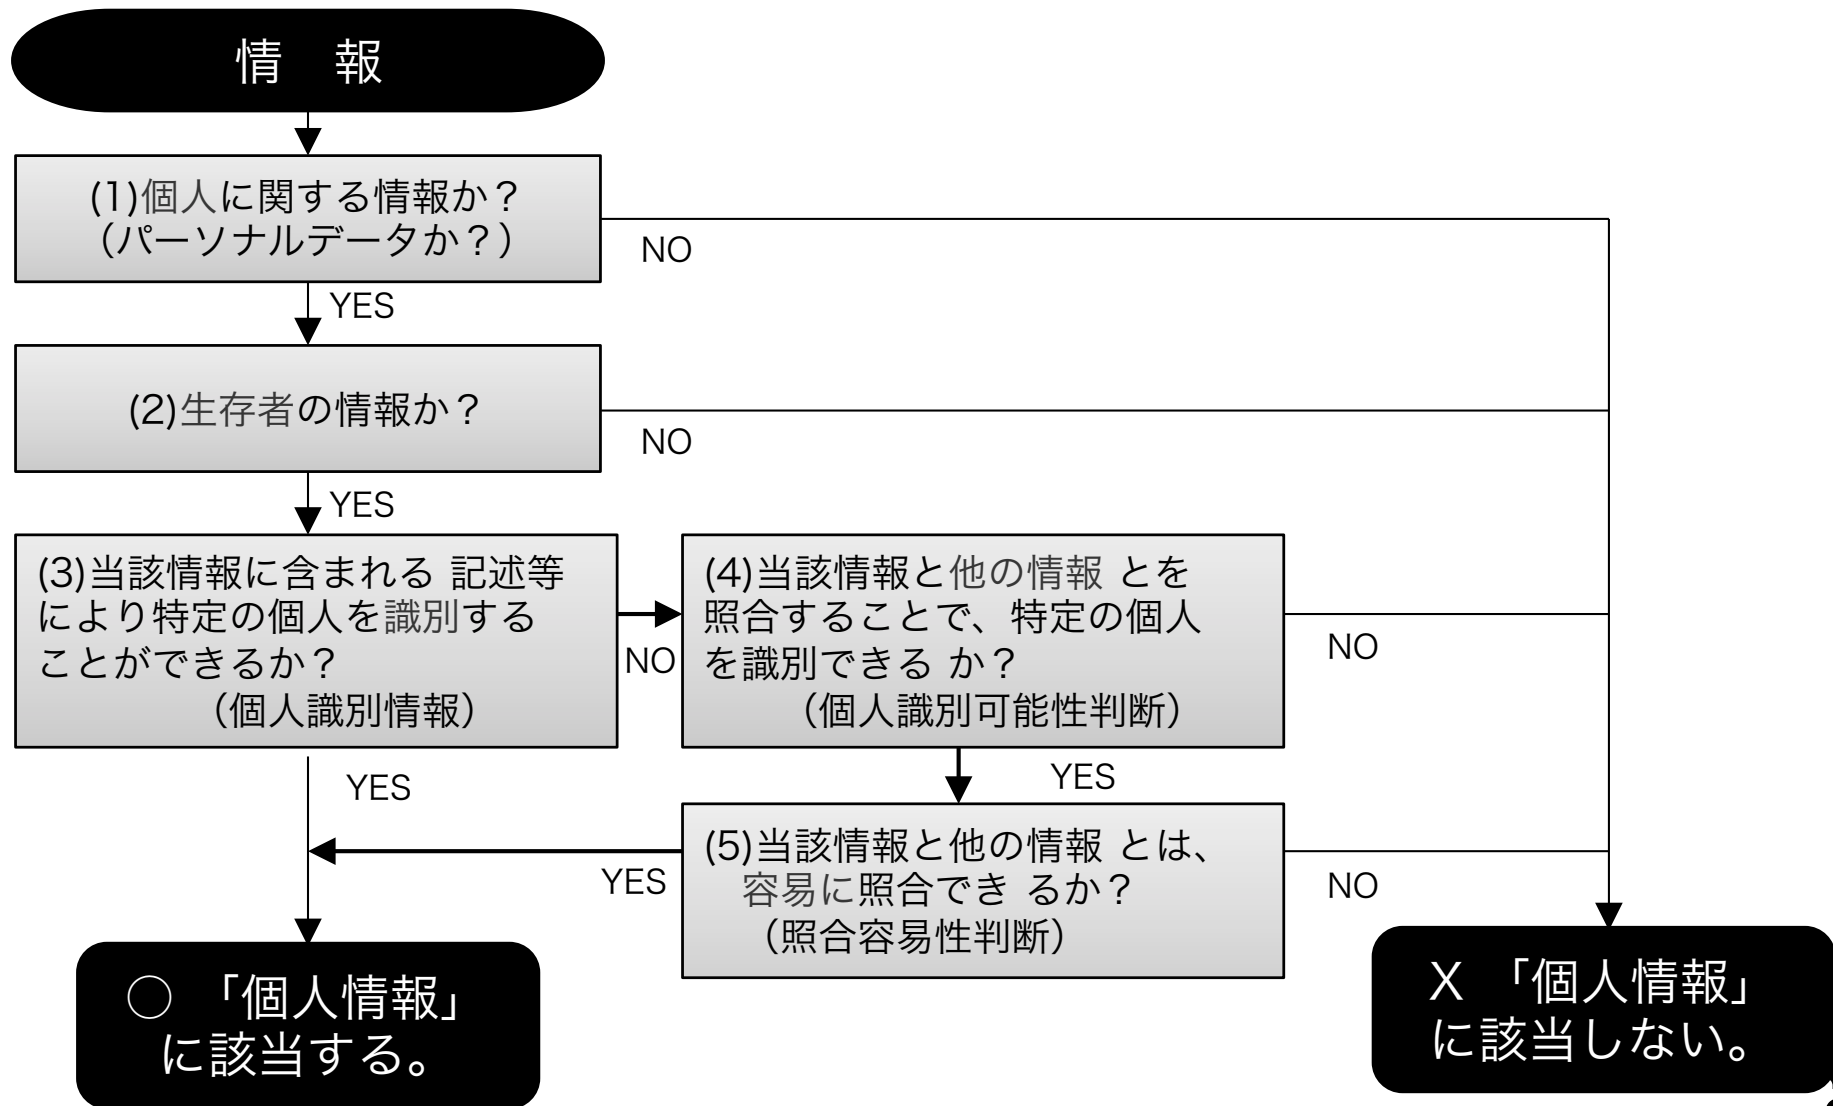 情　報
(1)個人に関する情報か？
（パーソナルデータか？）
NO
YES
(2)生存者の情報か？
NO
YES
(3)当該情報に含まれる 記述等
により特定の個人を識別する
ことができるか？
（個人識別情報）
NO
(4)当該情報と他の情報 とを
照合することで、特定の個人
を識別できる か？
（個人識別可能性判断）
NO
YES
YES
(5)当該情報と他の情報 とは、
容易に照合でき るか？
（照合容易性判断）
YES
NO
○ 「個人情報」
に該当する。
X 「個人情報」
に該当しない。